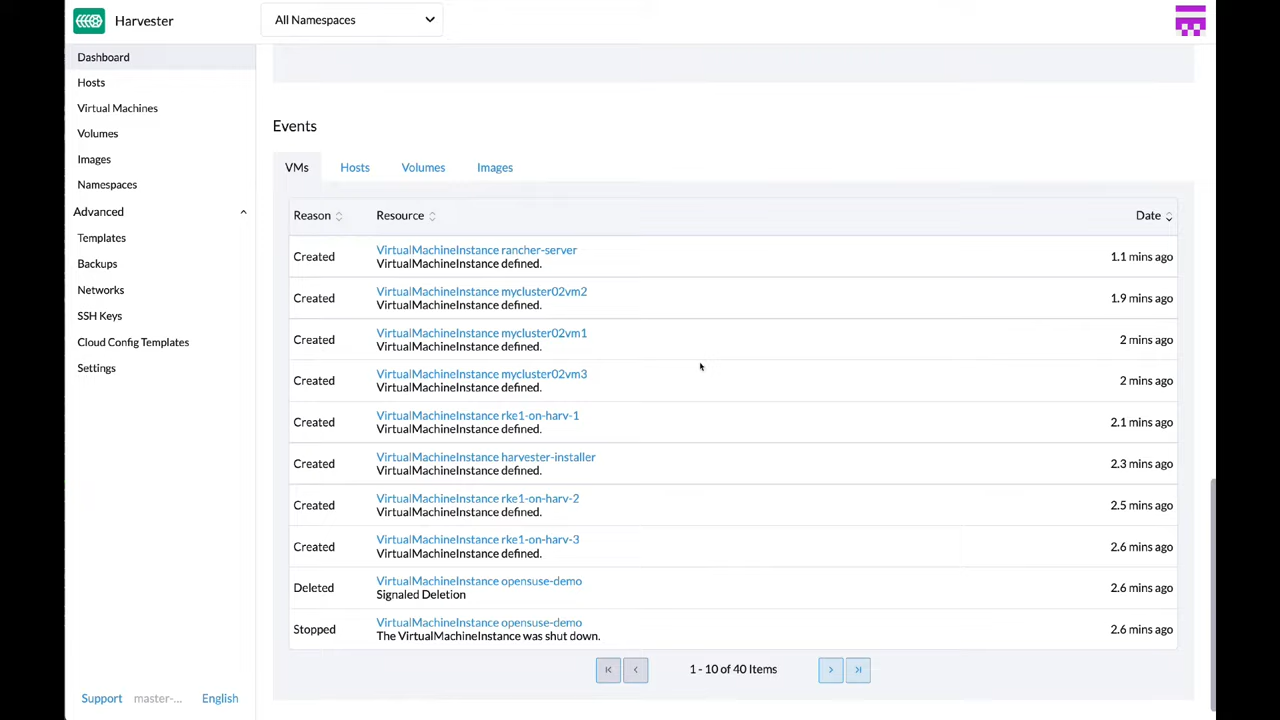 Harvester
All Namespaces
Dashboard
Hosts
Virtual Machines
Volumes
Images
Namespaces
Advanced
Templates
Backups
Networks
SSH Keys
Cloud Config Templates
Settings
Support master-... English
Events
VMs Hosts Volumes Images
Reason Resource Date
Created VirtualMachineInstance rancher-server 1.1 mins ago
VirtualMachineInstance defined.
Created VirtualMachineInstance mycluster02vm2 1.9 mins ago
VirtualMachineInstance defined.
Created VirtualMachineInstance mycluster02vm1 2 mins ago
VirtualMachineInstance defined.
Created VirtualMachineInstance mycluster02vm3 2 mins ago
VirtualMachineInstance defined.
Created VirtualMachineInstance rke1-on-harv-1 2.1 mins ago
VirtualMachineInstance defined.
Created VirtualMachineInstance harvester-installer 2.3 mins ago
VirtualMachineInstance defined.
Created VirtualMachineInstance rke1-on-harv-2 2.5 mins ago
VirtualMachineInstance defined.
Created VirtualMachineInstance rke1-on-harv-3 2.6 mins ago
VirtualMachineInstance defined.
Deleted VirtualMachineInstance opensuse-demo 2.6 mins ago
Signaled Deletion
Stopped VirtualMachineInstance opensuse-demo 2.6 mins ago
The VirtualMachineInstance was shut down.
1 - 10 of 40 Items